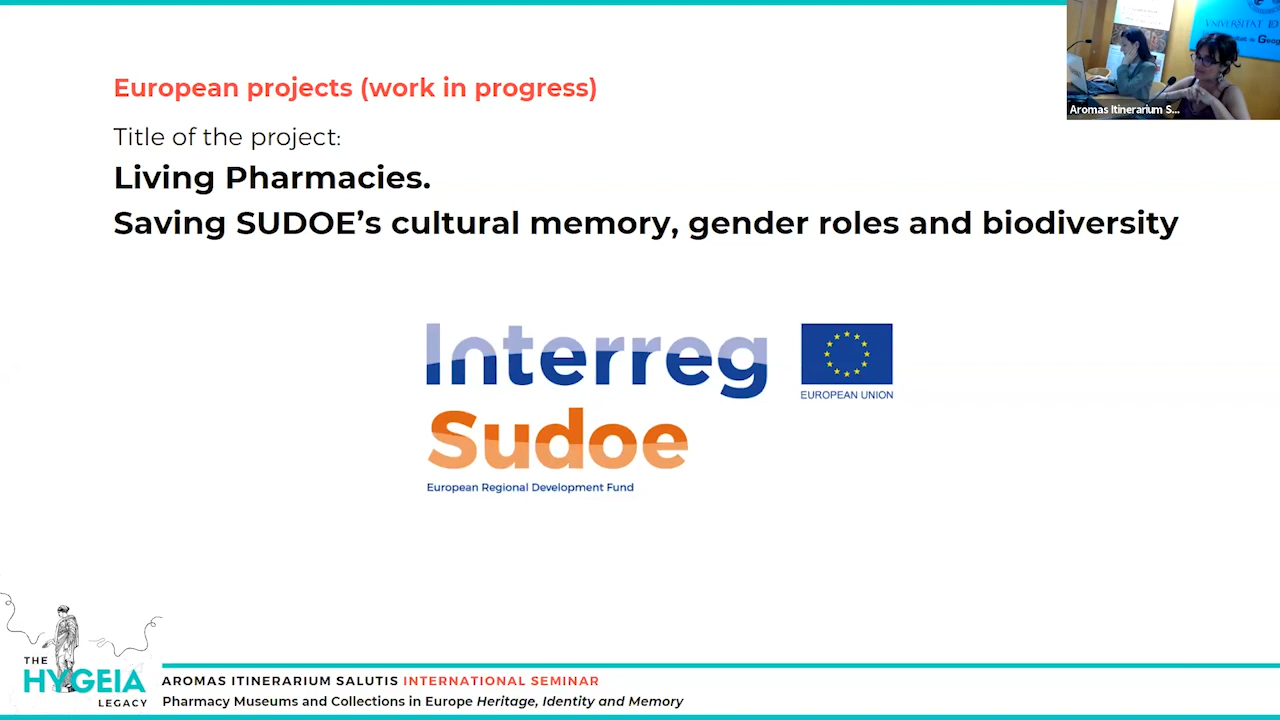 European projects (work in progress)
Title of the project:
Living Pharmacies.
Saving SUDOE’s cultural memory, gender roles and biodiversity
Aromas Itinerarium S...
Interreg
Sudoe
EUROPEAN UNION
European Regional Development Fund
THE
HYGEIA
LEGACY
AROMAS ITINERARIUM SALUTIS INTERNATIONAL SEMINAR
Pharmacy Museums and Collections in Europe Heritage, Identity and Memory